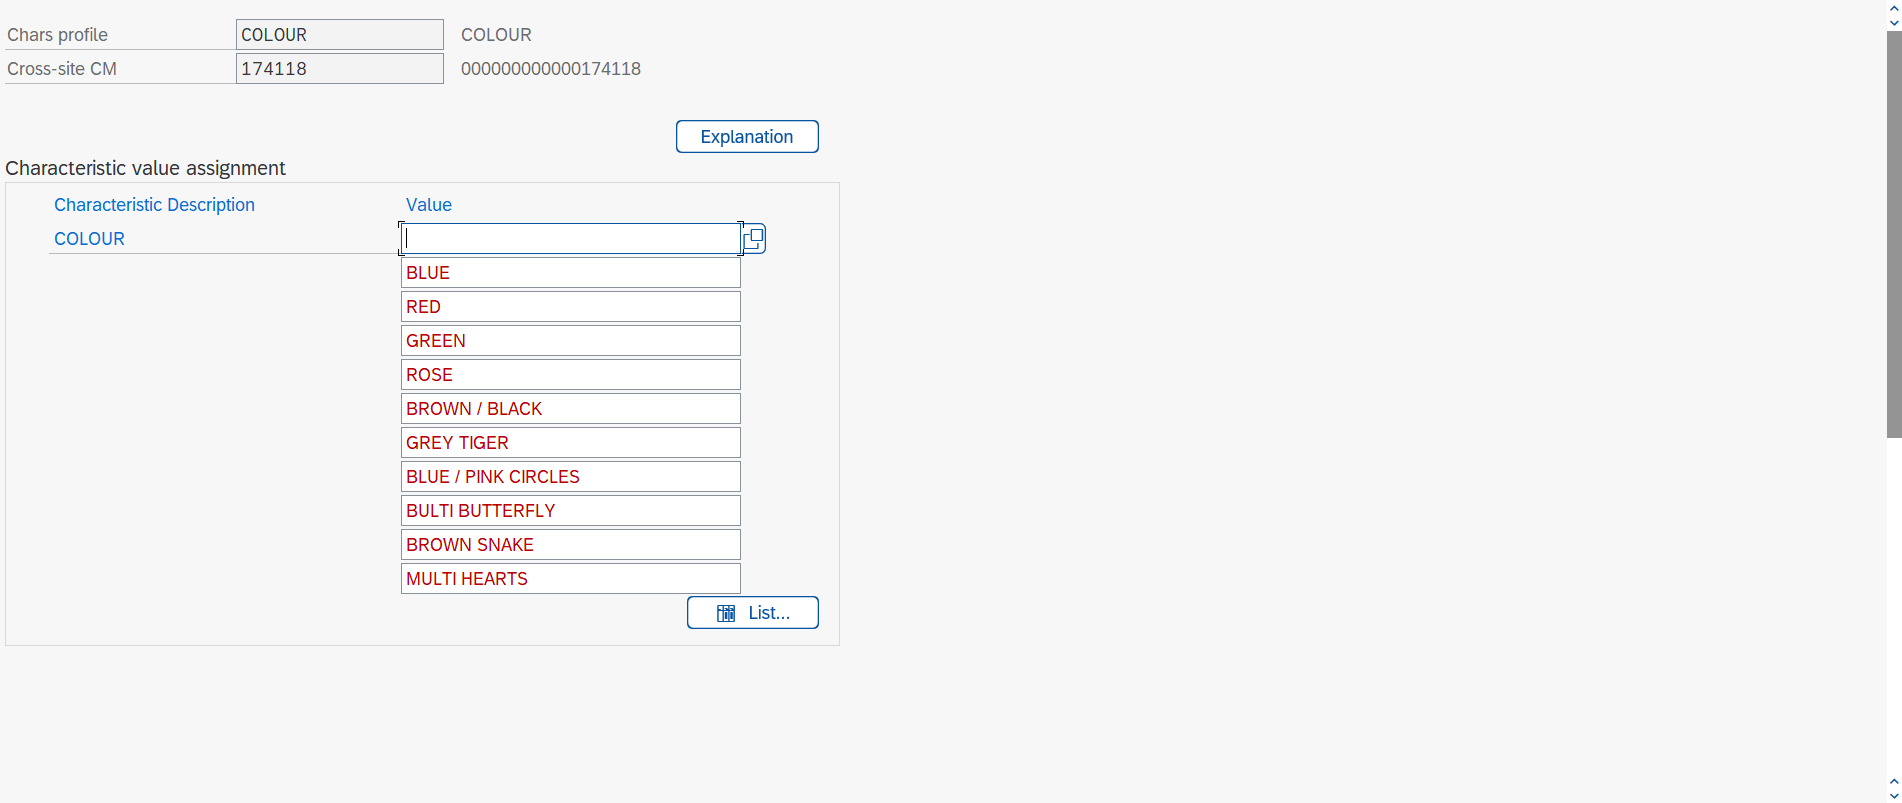 Chars profile COLOUR COLOUR
Cross-site CM 174118 000000000000174118
Explanation
Characteristic value assignment
Characteristic Description Value
COLOUR
BLUE
RED
GREEN
ROSE
BROWN / BLACK
GREY TIGER
BLUE / PINK CIRCLES
BULTI BUTTERFLY
BROWN SNAKE
MULTI HEARTS
List...